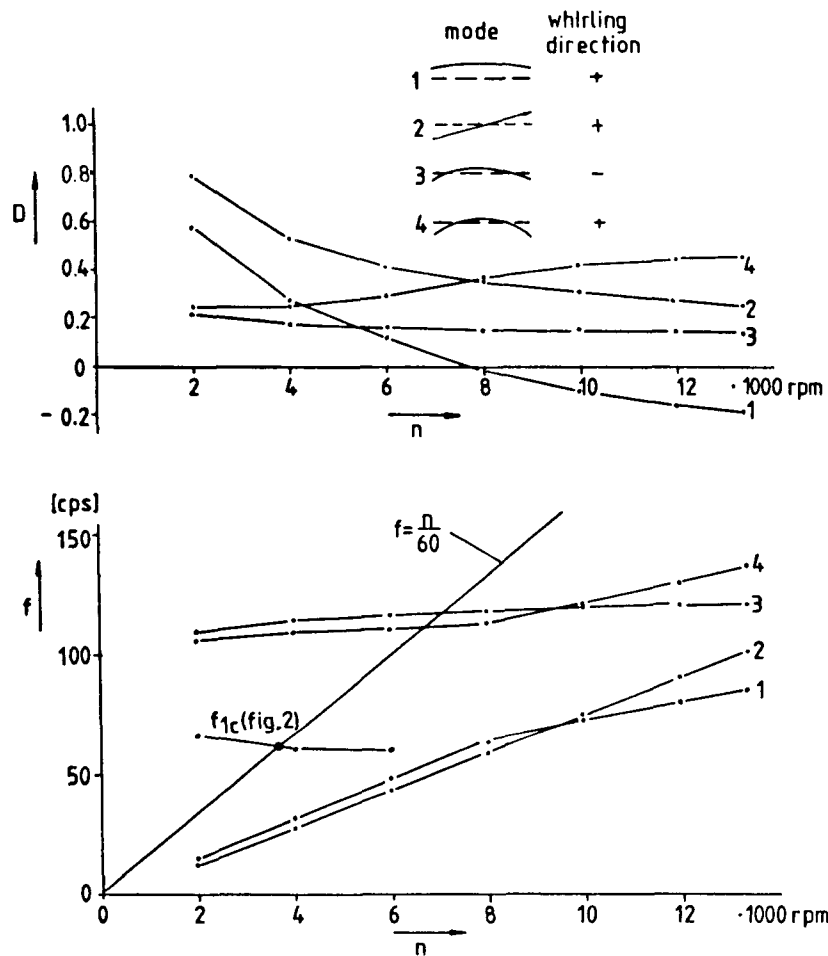 mode whirling direction
1 +
2 +
3 -
4 +
D
1.0
0.8
0.6
0.4
0.2
0
- 0.2
4
2
3
1
2 4 6 8 10 12 ·1000 rpm
n
[cps]
150
f
100
50
0
f=n/60
f1c(fig.2)
4
3
2
1
0 2 4 6 8 10 12 ·1000 rpm
n